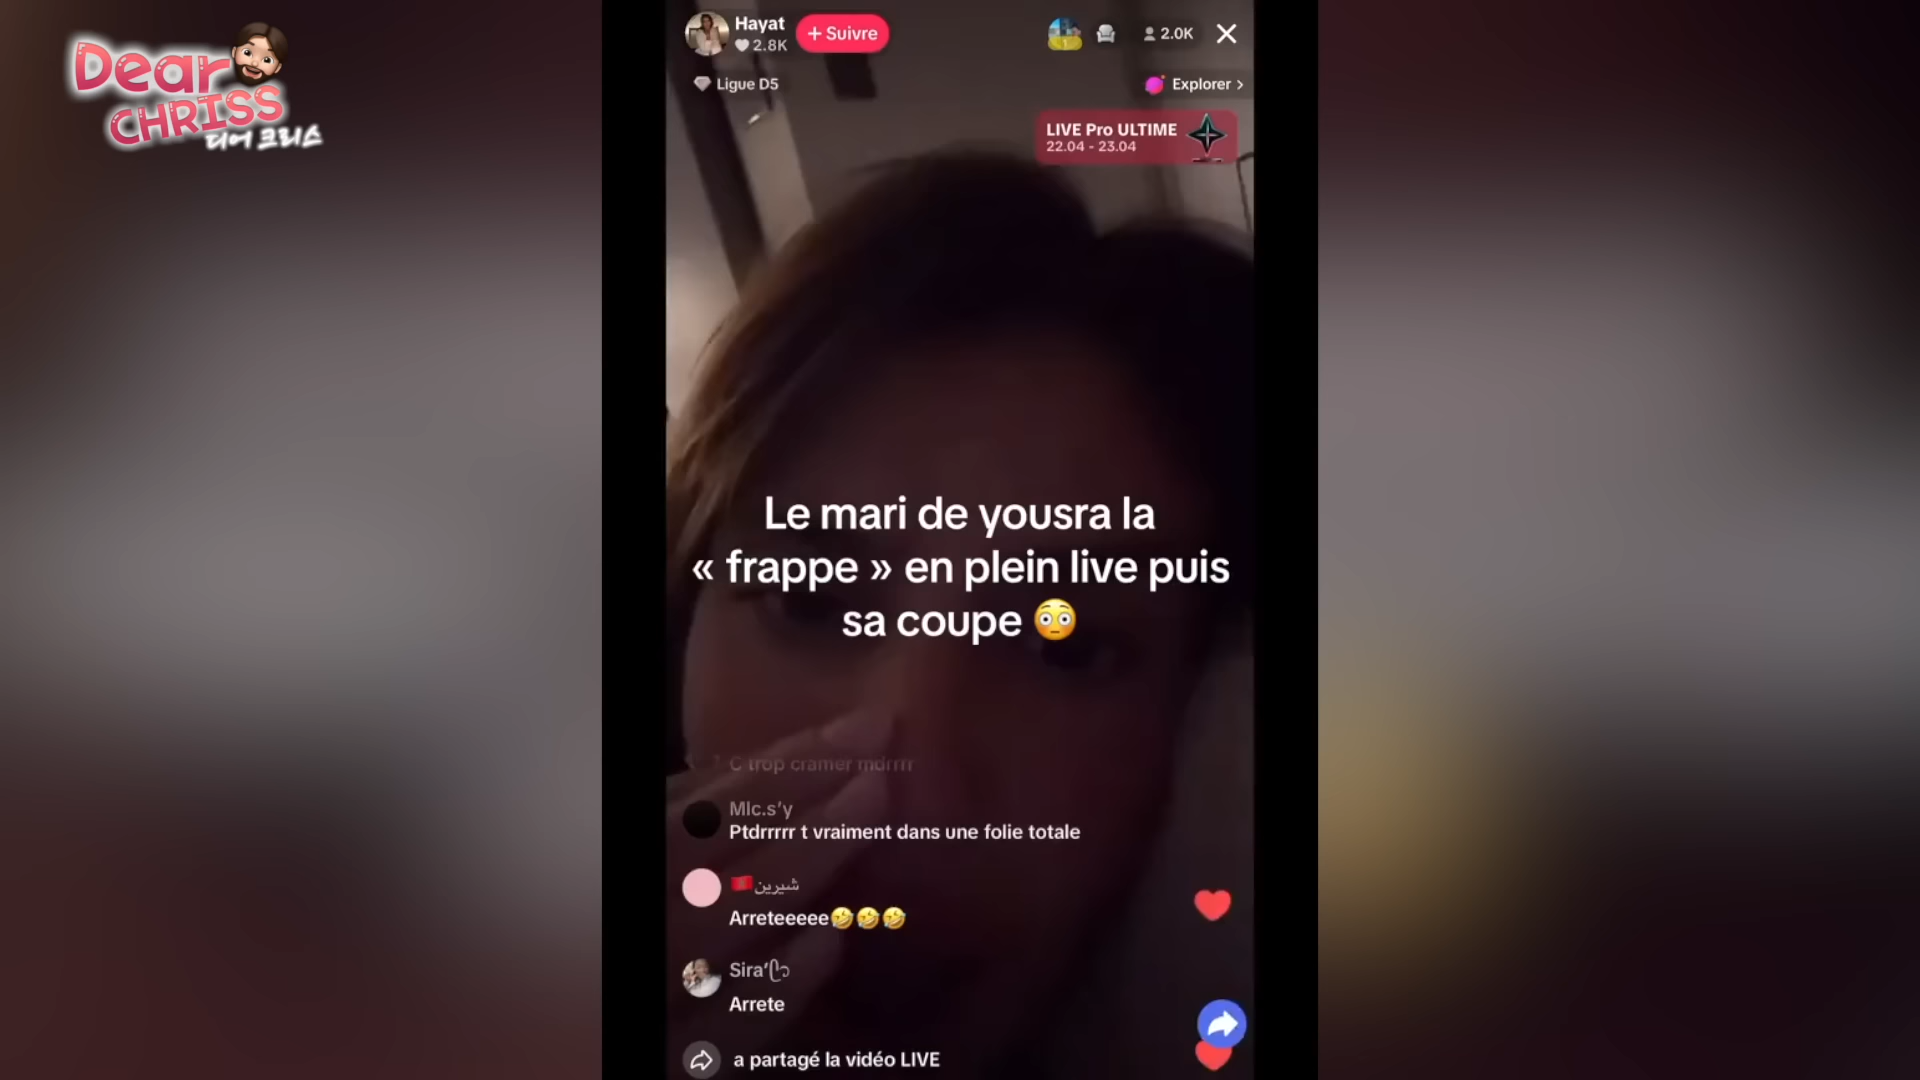 Dear
CHRISS
디어 크리스
Hayat
2.8K
+ Suivre
2.0K
Ligue D5
Explorer >
LIVE Pro ULTIME
22.04 - 23.04
Le mari de yousra la
« frappe » en plein live puis
sa coupe 😳
C trop cramer mdrrr
Mlc.s’y
Ptdrrrrr t vraiment dans une folie totale
🇲🇦شيرين
Arreteeeee🤣🤣🤣
Sira’
Arrete
a partagé la vidéo LIVE